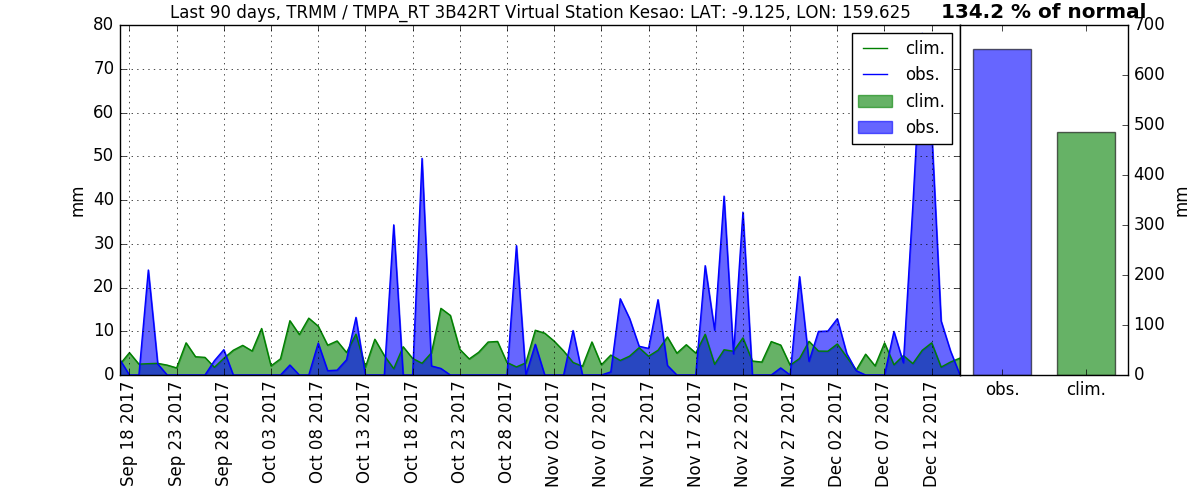 Last 90 days, TRMM / TMPA_RT 3B42RT Virtual Station Kesao: LAT: -9.125, LON: 159.625
134.2 % of normal
80
70
60
50
40
30
20
10
0
mm
clim.
obs.
clim.
obs.
700
600
500
400
300
200
100
0
mm
Sep 18 2017
Sep 23 2017
Sep 28 2017
Oct 03 2017
Oct 08 2017
Oct 13 2017
Oct 18 2017
Oct 23 2017
Oct 28 2017
Nov 02 2017
Nov 07 2017
Nov 12 2017
Nov 17 2017
Nov 22 2017
Nov 27 2017
Dec 02 2017
Dec 07 2017
Dec 12 2017
obs.
clim.